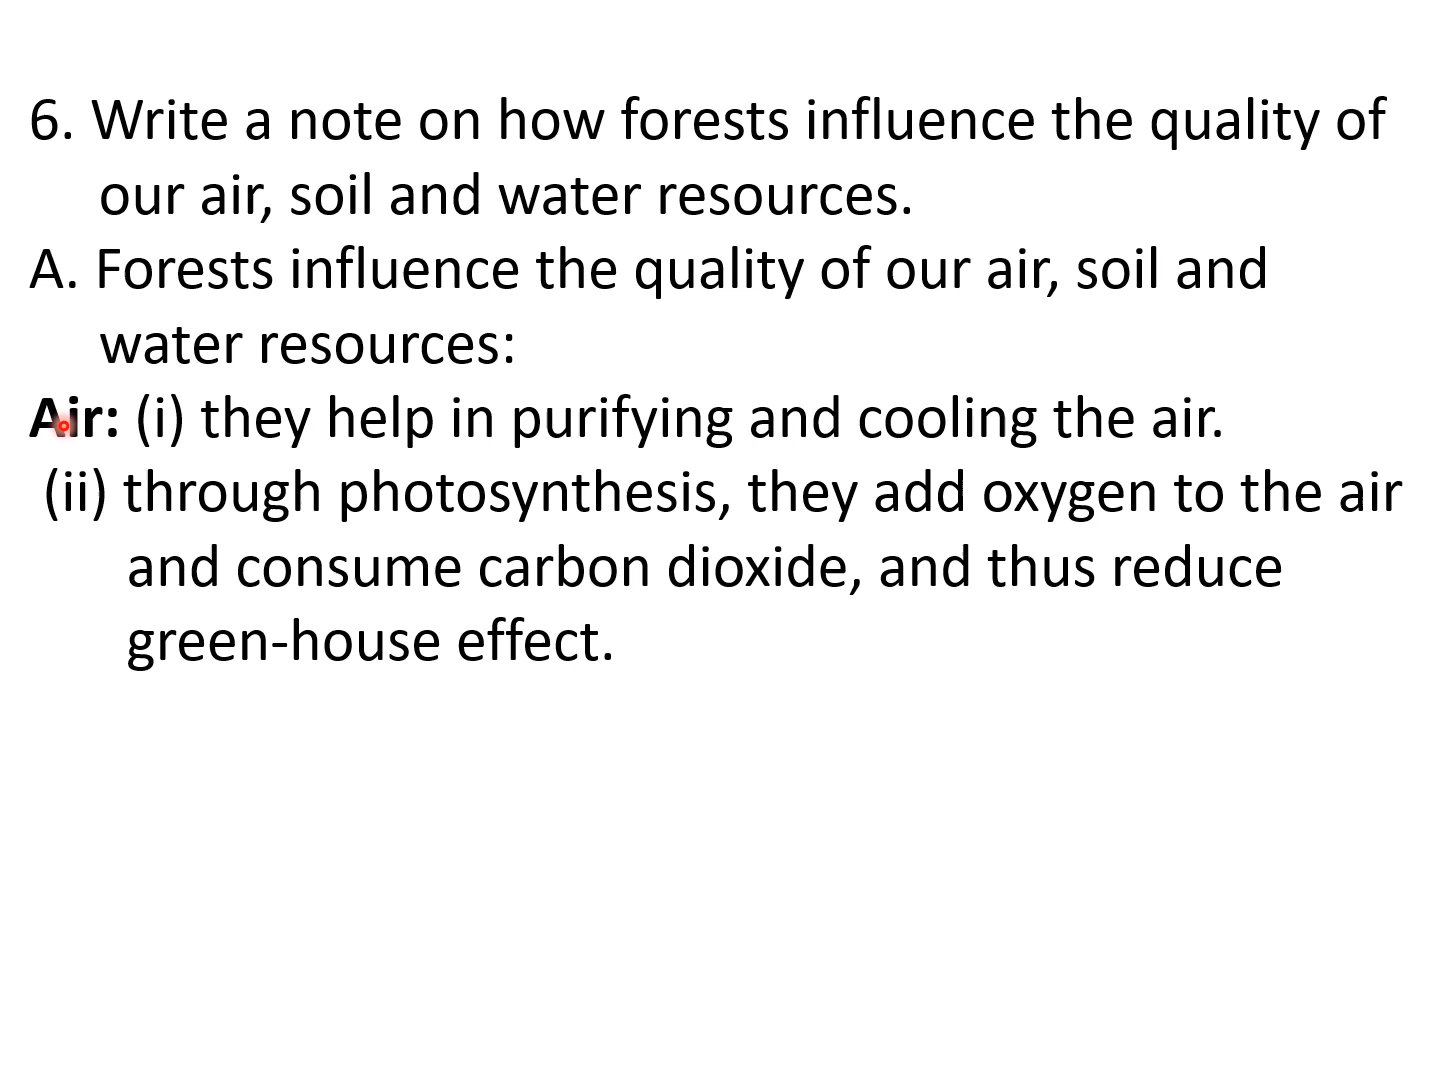 6. Write a note on how forests influence the quality of
our air, soil and water resources.
A. Forests influence the quality of our air, soil and
water resources:
Air: (i) they help in purifying and cooling the air.
(ii) through photosynthesis, they add oxygen to the air
and consume carbon dioxide, and thus reduce
green-house effect.